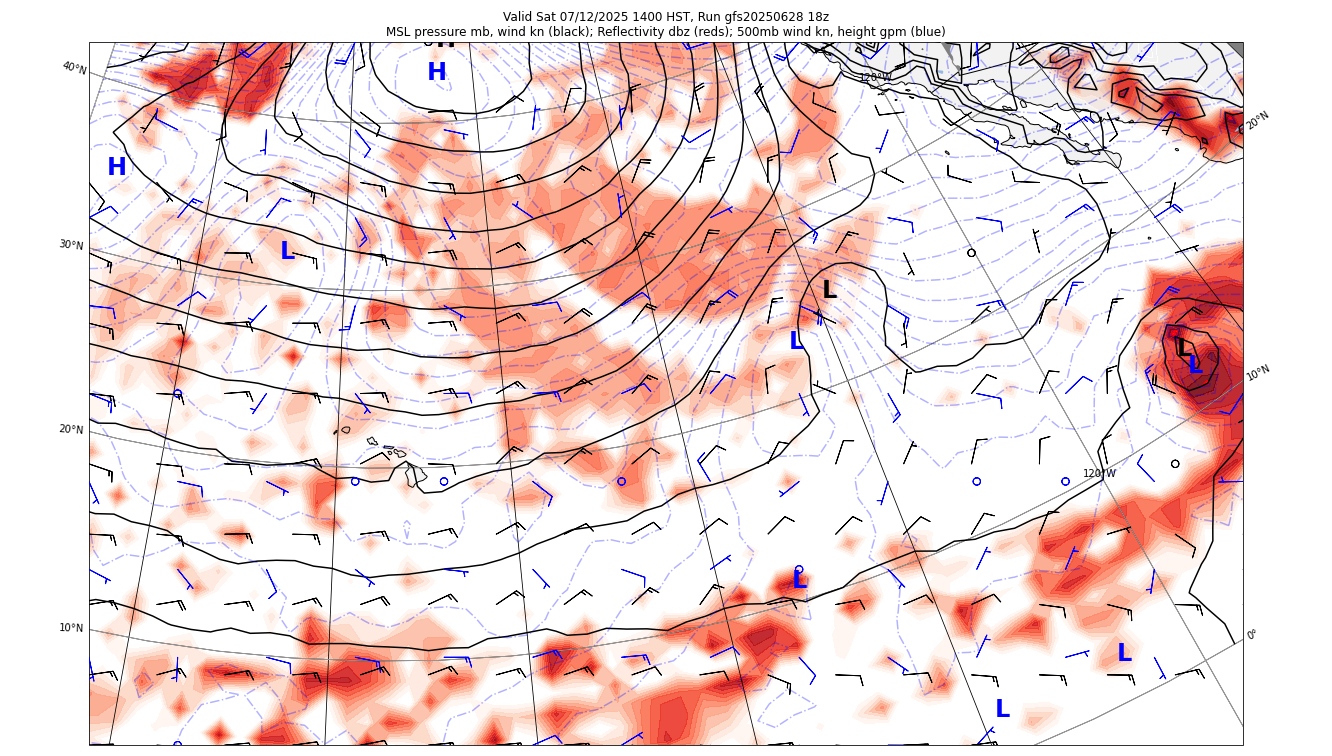 Valid Sat 07/12/2025 1400 HST, Run gfs20250628 18z
MSL pressure mb, wind kn (black); Reflectivity dbz (reds); 500mb wind kn, height gpm (blue)
H
H
40°N
120°W
20°N
H
30°N
L
L
L
L
L
10°N
20°N
120°W
L
10°N
0°
L
L